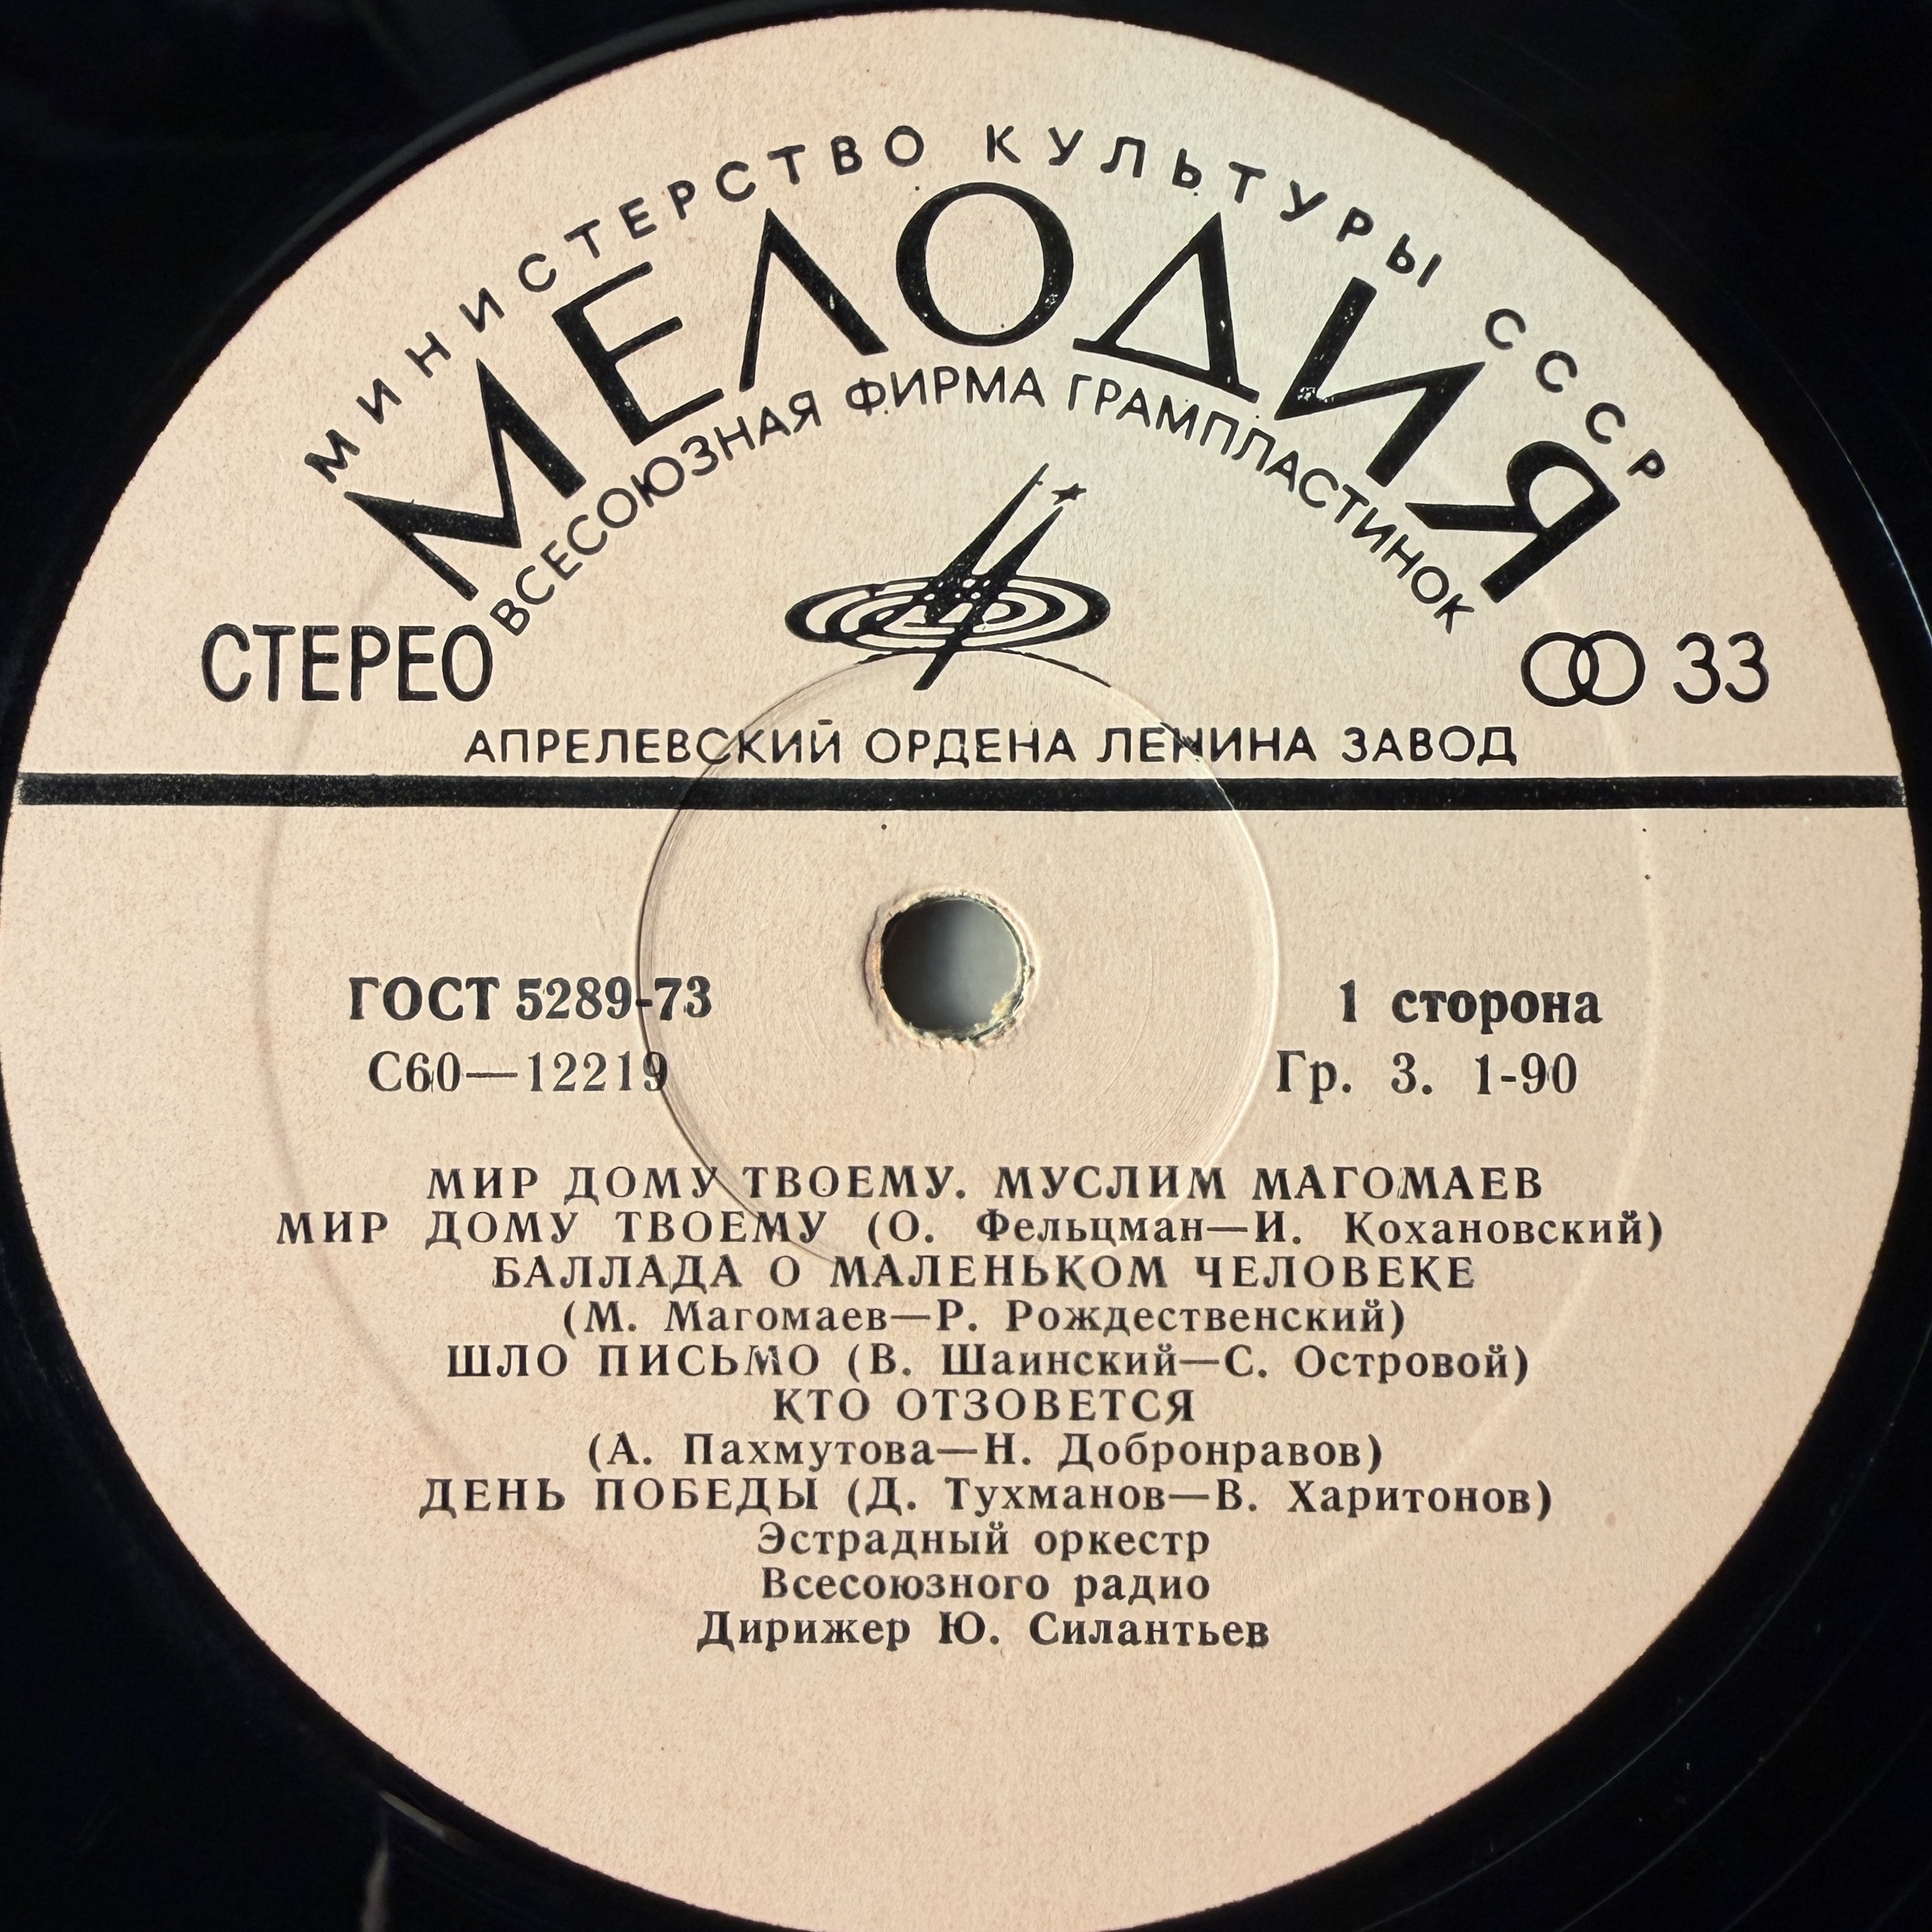 МИНИСТЕРСТВО КУЛЬТУРЫ СССР
МЕЛОДИЯ
ВСЕСОЮЗНАЯ ФИРМА ГРАМПЛАСТИНОК
СТЕРЕО
33
АПРЕЛЕВСКИЙ ОРДЕНА ЛЕНИНА ЗАВОД
ГОСТ 5289-73
1 сторона
С60—12219
Гр. 3. 1-90
МИР ДОМУ ТВОЕМУ. МУСЛИМ МАГОМАЕВ
МИР ДОМУ ТВОЕМУ (О. Фельцман—И. Кохановский)
БАЛЛАДА О МАЛЕНЬКОМ ЧЕЛОВЕКЕ
(М. Магомаев—Р. Рождественский)
ШЛО ПИСЬМО (В. Шаинский—С. Островой)
КТО ОТЗОВЕТСЯ
(А. Пахмутова—Н. Добронравов)
ДЕНЬ ПОБЕДЫ (Д. Тухманов—В. Харитонов)
Эстрадный оркестр
Всесоюзного радио
Дирижер Ю. Силантьев